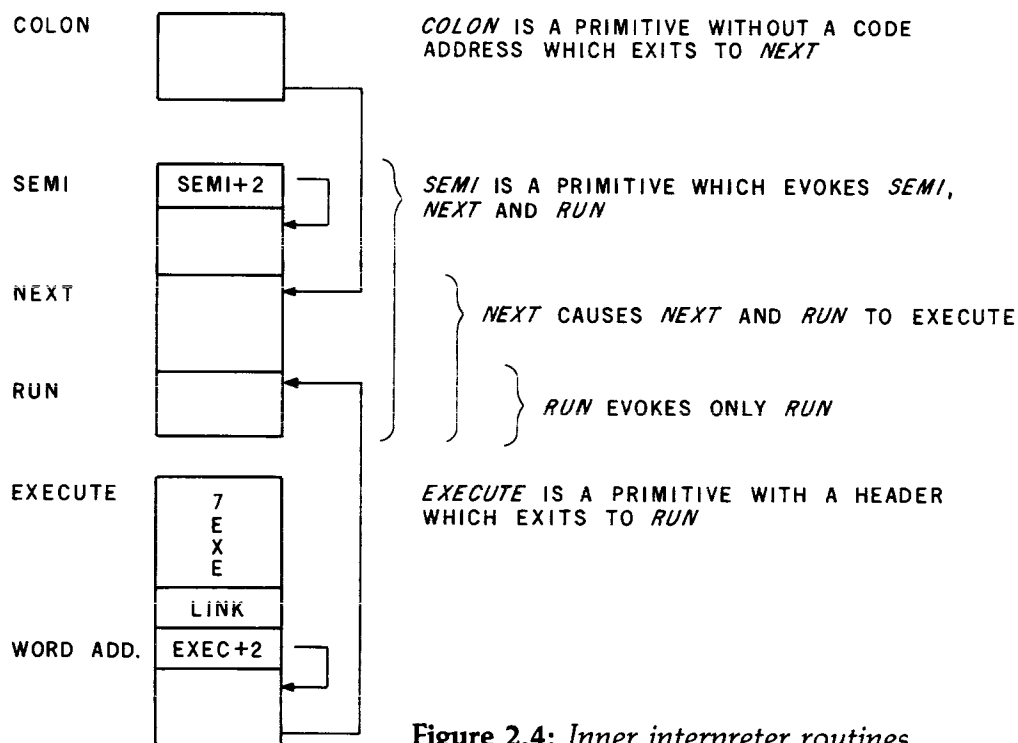 COLON
COLON IS A PRIMITIVE WITHOUT A CODE
ADDRESS WHICH EXITS TO NEXT
SEMI
SEMI+2
SEMI IS A PRIMITIVE WHICH EVOKES SEMI,
NEXT AND RUN
NEXT
NEXT CAUSES NEXT AND RUN TO EXECUTE
RUN
RUN EVOKES ONLY RUN
EXECUTE
7
E
X
E
EXECUTE IS A PRIMITIVE WITH A HEADER
WHICH EXITS TO RUN
LINK
WORD ADD.
EXEC+2
Figure 2.4: Inner interpreter routines